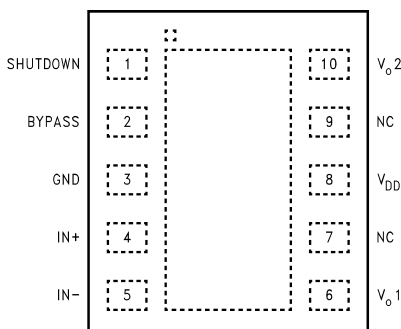 SHUTDOWN 1 10 Vo2
BYPASS 2 9 NC
GND 3 8 VDD
IN+ 4 7 NC
IN- 5 6 Vo1